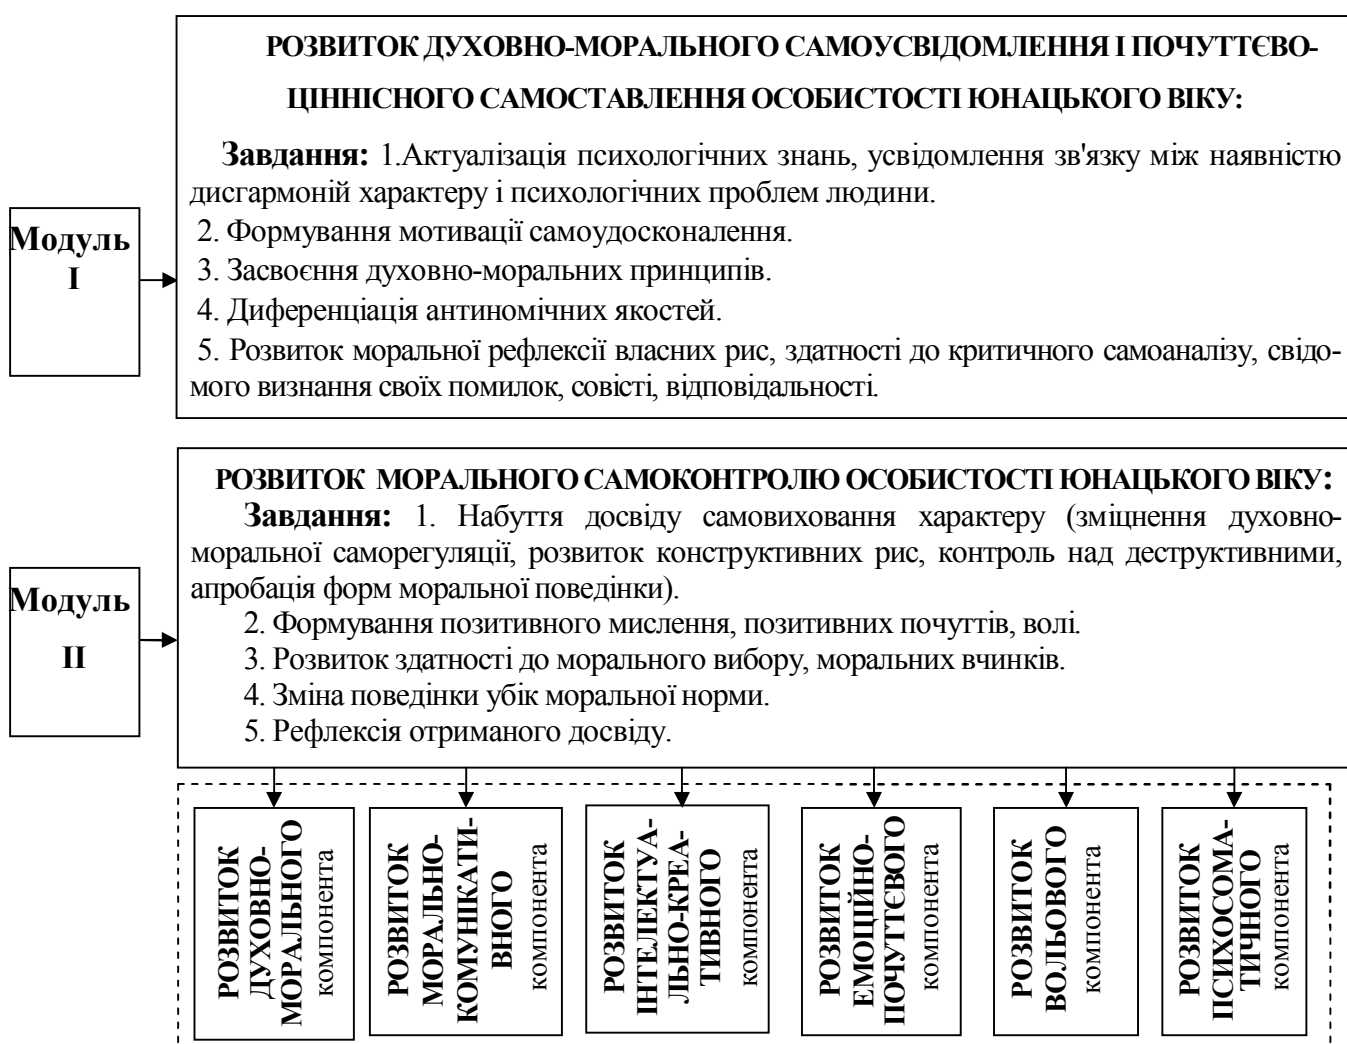 РОЗВИТОК ДУХОВНО-МОРАЛЬНОГО САМОУСВІДОМЛЕННЯ І ПОЧУТТЄВО-
ЦІННІСНОГО САМОСТАВЛЕННЯ ОСОБИСТОСТІ ЮНАЦЬКОГО ВІКУ:
Завдання: 1.Актуалізація психологічних знань, усвідомлення зв'язку між наявністю
дисгармоній характеру і психологічних проблем людини.
2. Формування мотивації самоудосконалення.
3. Засвоєння духовно-моральних принципів.
4. Диференціація антиномічних якостей.
5. Розвиток моральної рефлексії власних рис, здатності до критичного самоаналізу, свідо-
мого визнання своїх помилок, совісті, відповідальності.
Модуль
I
РОЗВИТОК МОРАЛЬНОГО САМОКОНТРОЛЮ ОСОБИСТОСТІ ЮНАЦЬКОГО ВІКУ:
Завдання: 1. Набуття досвіду самовиховання характеру (зміцнення духовно-
моральної саморегуляції, розвиток конструктивних рис, контроль над деструктивними,
апробація форм моральної поведінки).
2. Формування позитивного мислення, позитивних почуттів, волі.
3. Розвиток здатності до морального вибору, моральних вчинків.
4. Зміна поведінки убік моральної норми.
5. Рефлексія отриманого досвіду.
Модуль
II
РОЗВИТОК
ДУХОВНО-
МОРАЛЬНОГО
компонента
РОЗВИТОК
МОРАЛЬНО-
КОМУНІКАТИ-
ВНОГО
компонента
РОЗВИТОК
ІНТЕЛЕКТУА-
ЛЬНО-КРЕА-
ТИВНОГО
компонента
РОЗВИТОК
ЕМОЦІЙНО-
ПОЧУТТЄВОГО
компонента
РОЗВИТОК
ВОЛЬОВОГО
компонента
РОЗВИТОК
ПСИХОСОМА-
ТИЧНОГО
компонента